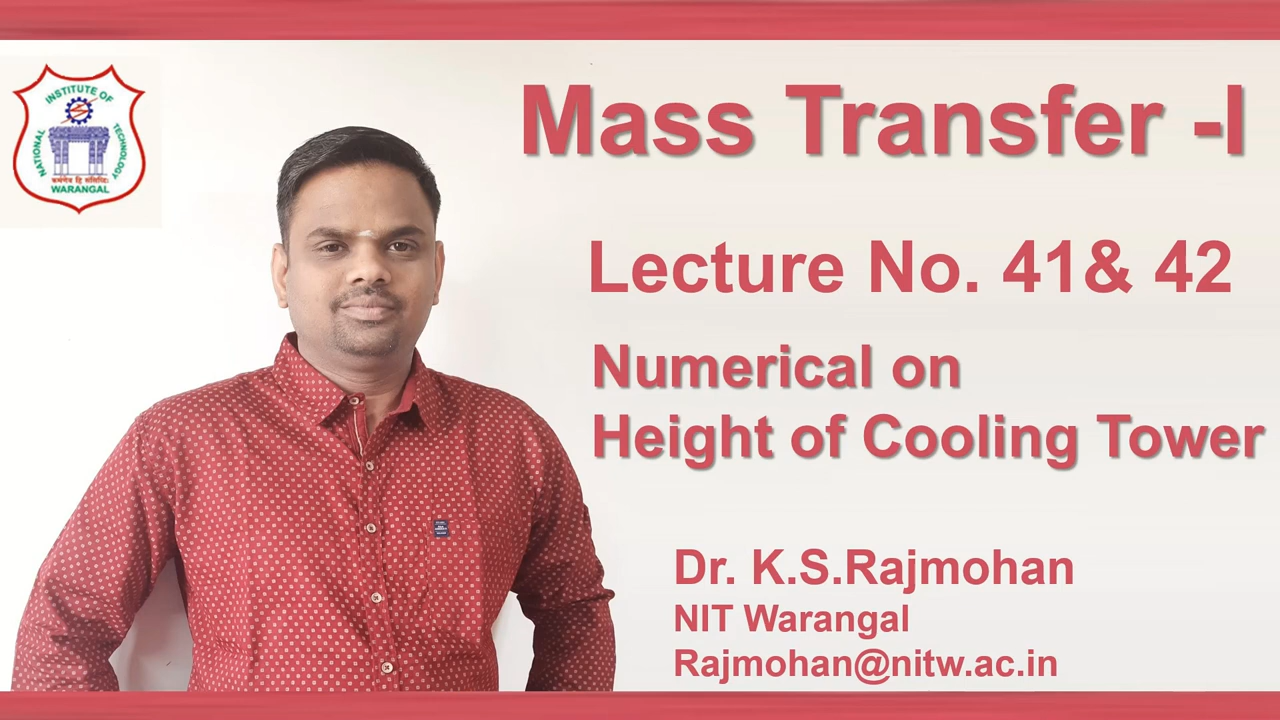 NATIONAL INSTITUTE OF TECHNOLOGY
WARANGAL
Mass Transfer -I
Lecture No. 41& 42
Numerical on
Height of Cooling Tower
Dr. K.S.Rajmohan
NIT Warangal
Rajmohan@nitw.ac.in